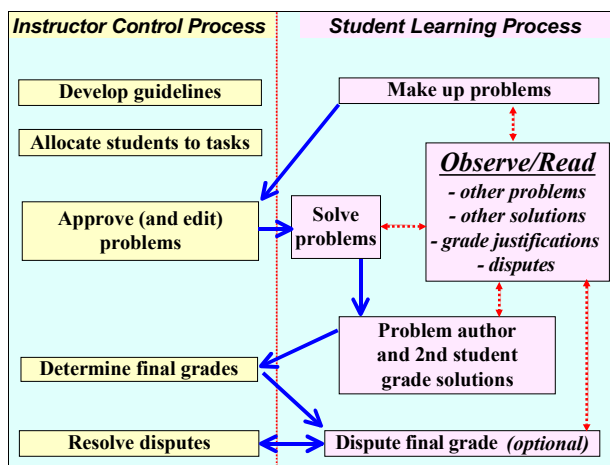 Instructor Control Process
Student Learning Process
Develop guidelines
Make up problems
Allocate students to tasks
Observe/Read
- other problems
- other solutions
- grade justifications
- disputes
Approve (and edit)
problems
Solve
problems
Problem author
and 2nd student
grade solutions
Determine final grades
Resolve disputes
Dispute final grade (optional)